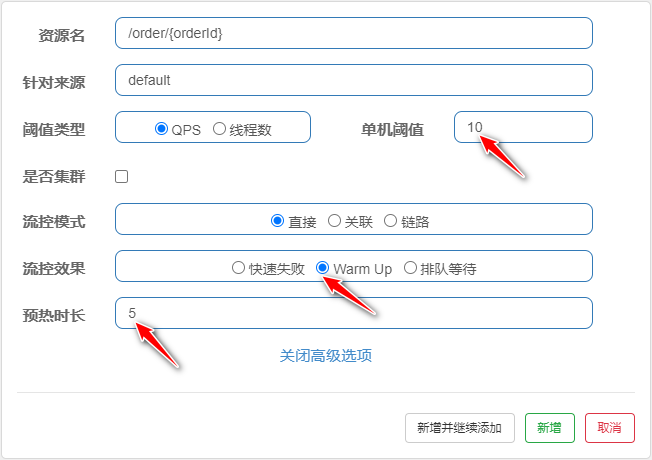 资源名 /order/{orderId}
针对来源 default
阈值类型 QPS 线程数 单机阈值 10
是否集群
流控模式 直接 关联 链路
流控效果 快速失败 Warm Up 排队等待
预热时长 5
关闭高级选项
新增并继续添加 新增 取消